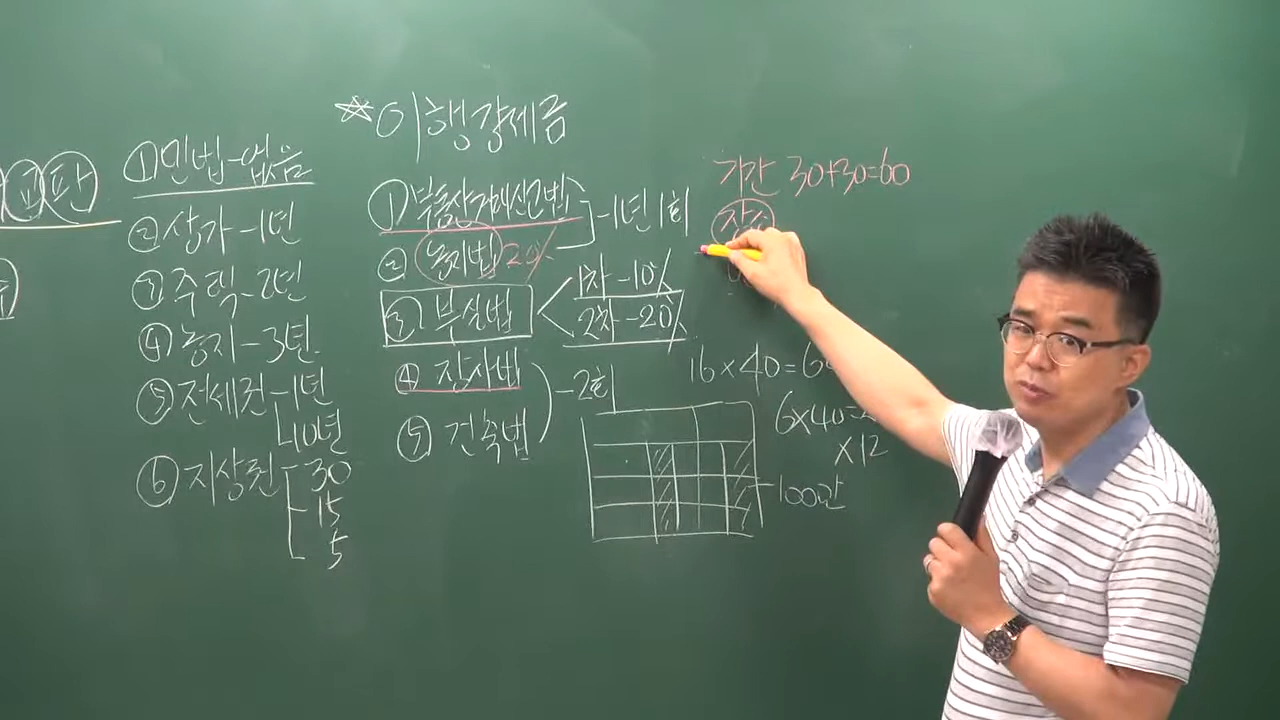 교 판
① 민법-없음
② 상가-1년
③ 주택-2년
④ 농지-3년
⑤ 전세권-1년
10년
⑥ 지상권-30
15
5
☆ 이행강제금
① 부동산거래신고법
② 농지법 20%
-1년 1회
③ 부실법
1차-10%
2차-20%
④ 장사법
⑤ 건축법
-2회
기간 30+30=60
16×40=6
6×40=
×12
100만